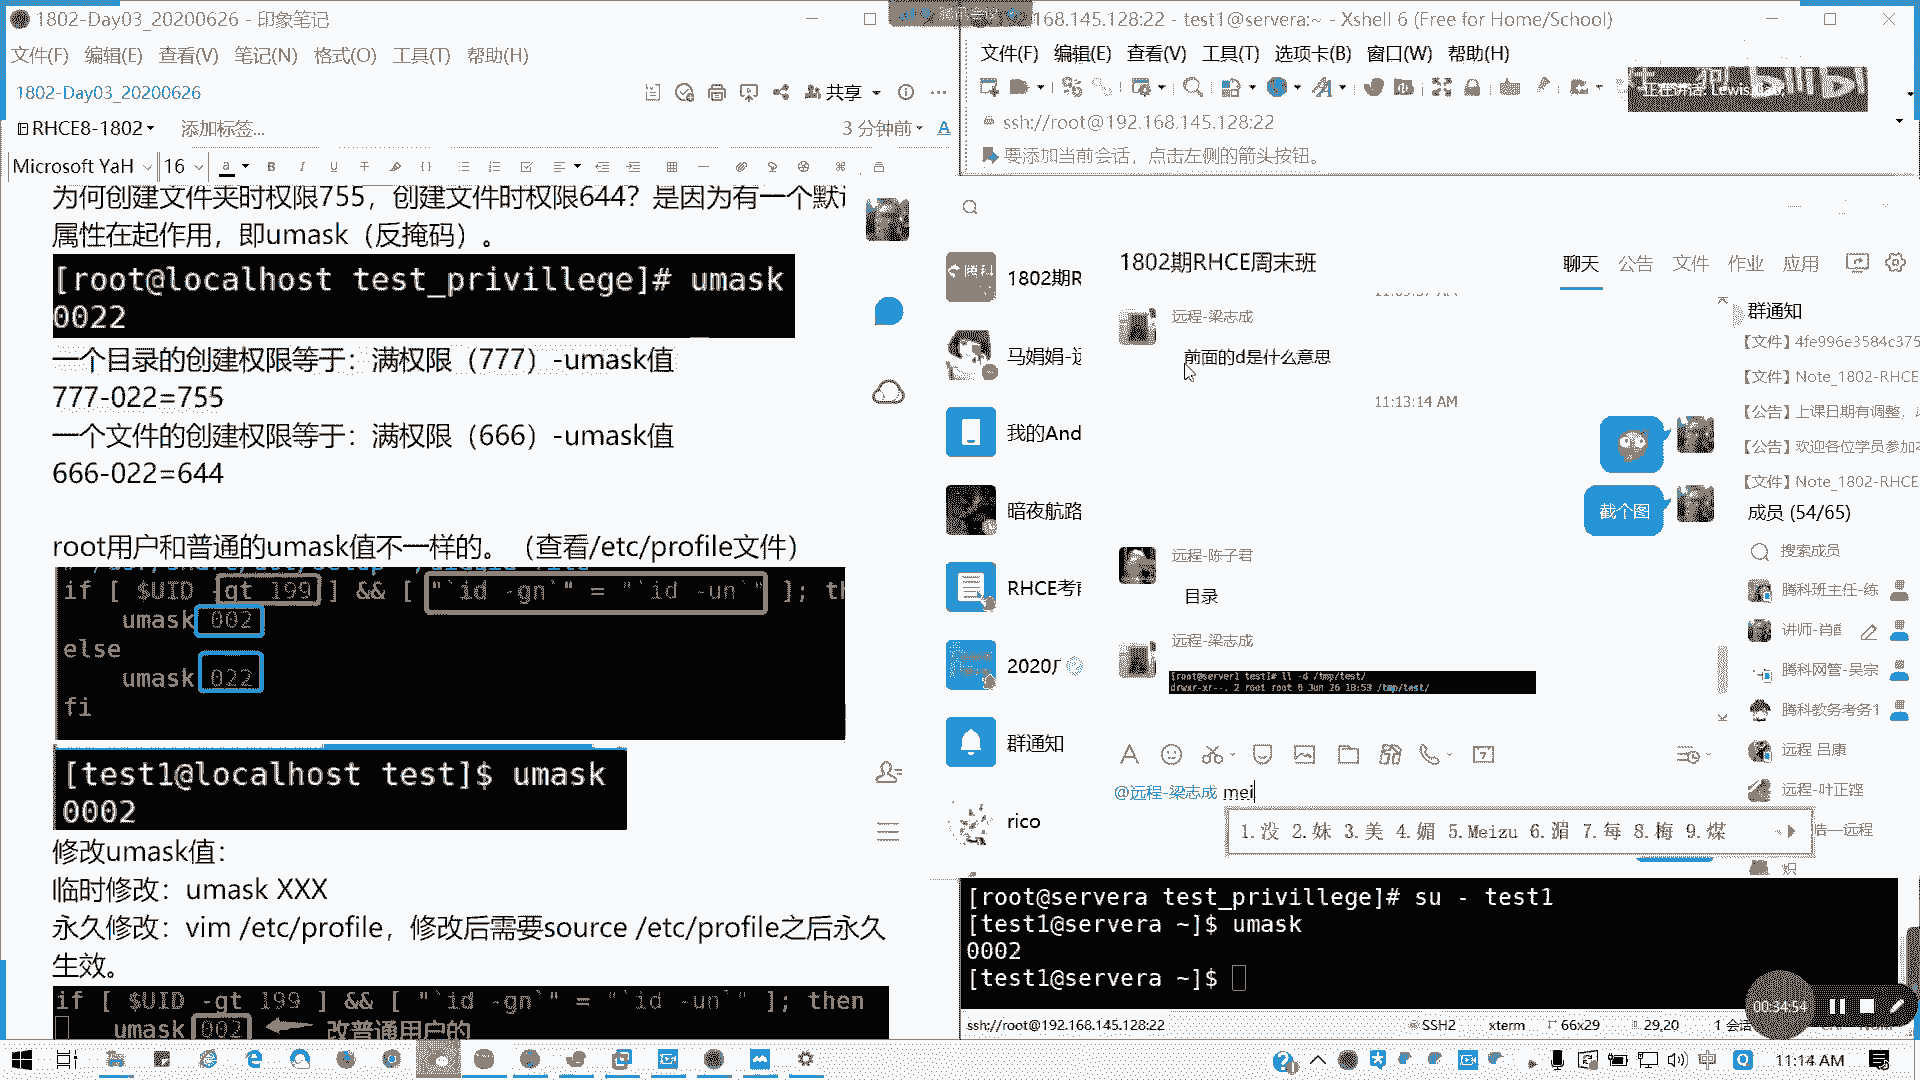 1802-Day03_20200626 - 印象笔记
文件(F) 编辑(E) 查看(V) 笔记(N) 格式(O) 工具(T) 帮助(H)
1802-Day03_20200626
共享
RHCE8-1802
添加标签...
3 分钟前
Microsoft YaH
16
为何创建文件夹时权限755，创建文件时权限644？是因为有一个默认
属性在起作用，即umask（反掩码）。
[root@localhost test_privillege]# umask
0022
一个目录的创建权限等于：满权限（777）-umask值
777-022=755
一个文件的创建权限等于：满权限（666）-umask值
666-022=644
root用户和普通的umask值不一样的。（查看/etc/profile文件）
if [ $UID -gt 199 ] && [ "`id -gn`" = "`id -un`" ]; th
umask 002
else
umask 022
fi
[test1@localhost test]$ umask
0002
修改umask值：
临时修改：umask XXX
永久修改：vim /etc/profile，修改后需要source /etc/profile之后永久
生效。
if [ $UID -gt 199 ] && [ "`id -gn`" = "`id -un`" ]; then
umask 002 改普通用户的
168.145.128:22 - test1@servera:~ - Xshell 6 (Free for Home/School)
文件(F) 编辑(E) 查看(V) 工具(T) 选项卡(B) 窗口(W) 帮助(H)
ssh://root@192.168.145.128:22
要添加当前会话，点击左侧的箭头按钮。
1802期R
马娟娟-远
我的And
暗夜航路
RHCE考前
群通知
rico
1802期RHCE周末班
聊天 公告 文件 作业 应用
远程-梁志成
前面的d是什么意思
11:13:14 AM
截个图
远程-陈子君
目录
远程-梁志成
[root@server1 test]# ll -d /tmp/test/
drwxr-xr--. 2 root root 6 Jun 26 18:53 /tmp/test/
@远程-梁志成 mei
1.没 2.妹 3.美 4.媚 5.Meizu 6.湄 7.每 8.梅 9.煤
群通知
【文件】4fe996e3584c375
【文件】Note_1802-RHCE
【公告】上课日期有调整，
【公告】欢迎各位学员参加
【文件】Note_1802-RHCE
成员 (54/65)
搜索成员
腾科班主任-练
腾科网管-吴宗
腾科教务考务1
远程 吕康
远程-叶正铿
[root@servera test_privillege]# su - test1
[test1@servera ~]$ umask
0002
[test1@servera ~]$
00:34:54
ssh://root@192.168.145.128:22
SSH2
xterm
66x29
29,20
11:14 AM